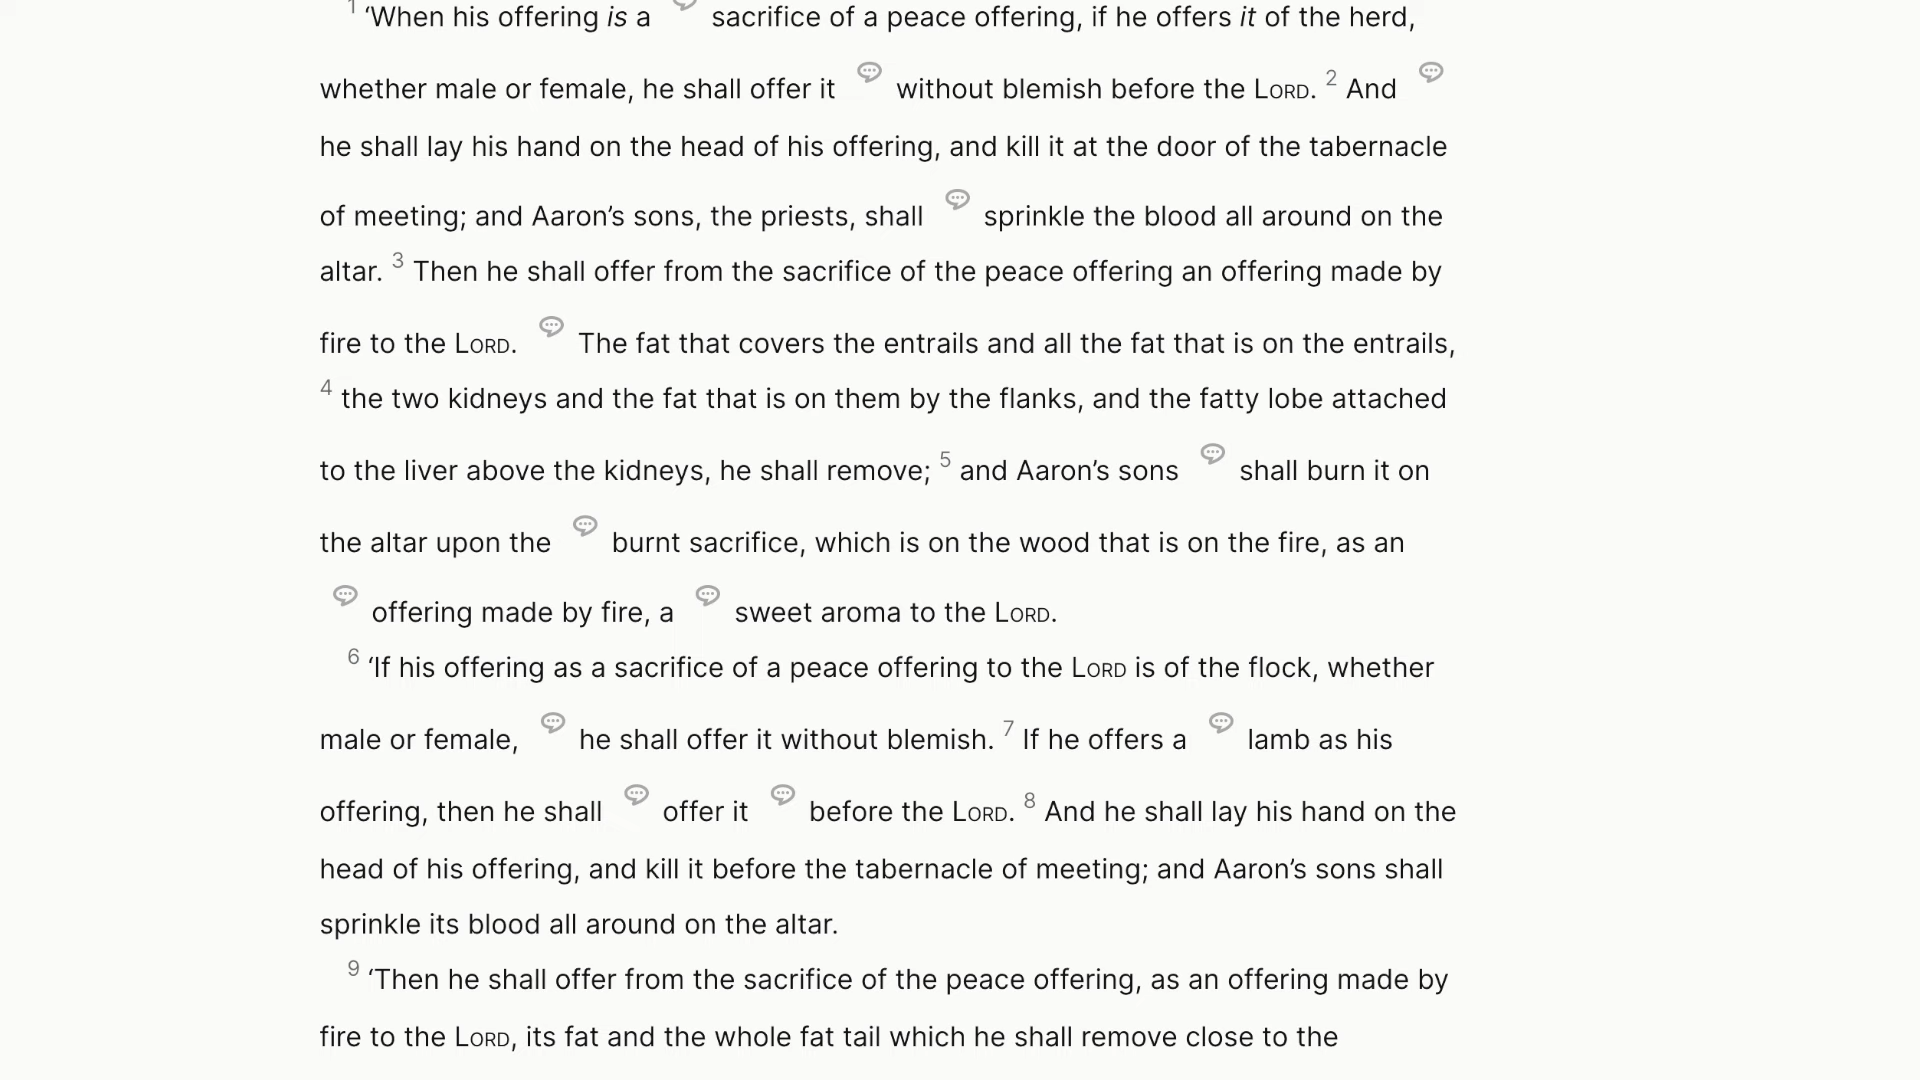 1 ‘When his offering is a sacrifice of a peace offering, if he offers it of the herd,
whether male or female, he shall offer it without blemish before the LORD. 2 And
he shall lay his hand on the head of his offering, and kill it at the door of the tabernacle
of meeting; and Aaron’s sons, the priests, shall sprinkle the blood all around on the
altar. 3 Then he shall offer from the sacrifice of the peace offering an offering made by
fire to the LORD. The fat that covers the entrails and all the fat that is on the entrails,
4 the two kidneys and the fat that is on them by the flanks, and the fatty lobe attached
to the liver above the kidneys, he shall remove; 5 and Aaron’s sons shall burn it on
the altar upon the burnt sacrifice, which is on the wood that is on the fire, as an
offering made by fire, a sweet aroma to the LORD.
6 ‘If his offering as a sacrifice of a peace offering to the LORD is of the flock, whether
male or female, he shall offer it without blemish. 7 If he offers a lamb as his
offering, then he shall offer it before the LORD. 8 And he shall lay his hand on the
head of his offering, and kill it before the tabernacle of meeting; and Aaron’s sons shall
sprinkle its blood all around on the altar.
9 ‘Then he shall offer from the sacrifice of the peace offering, as an offering made by
fire to the LORD, its fat and the whole fat tail which he shall remove close to the